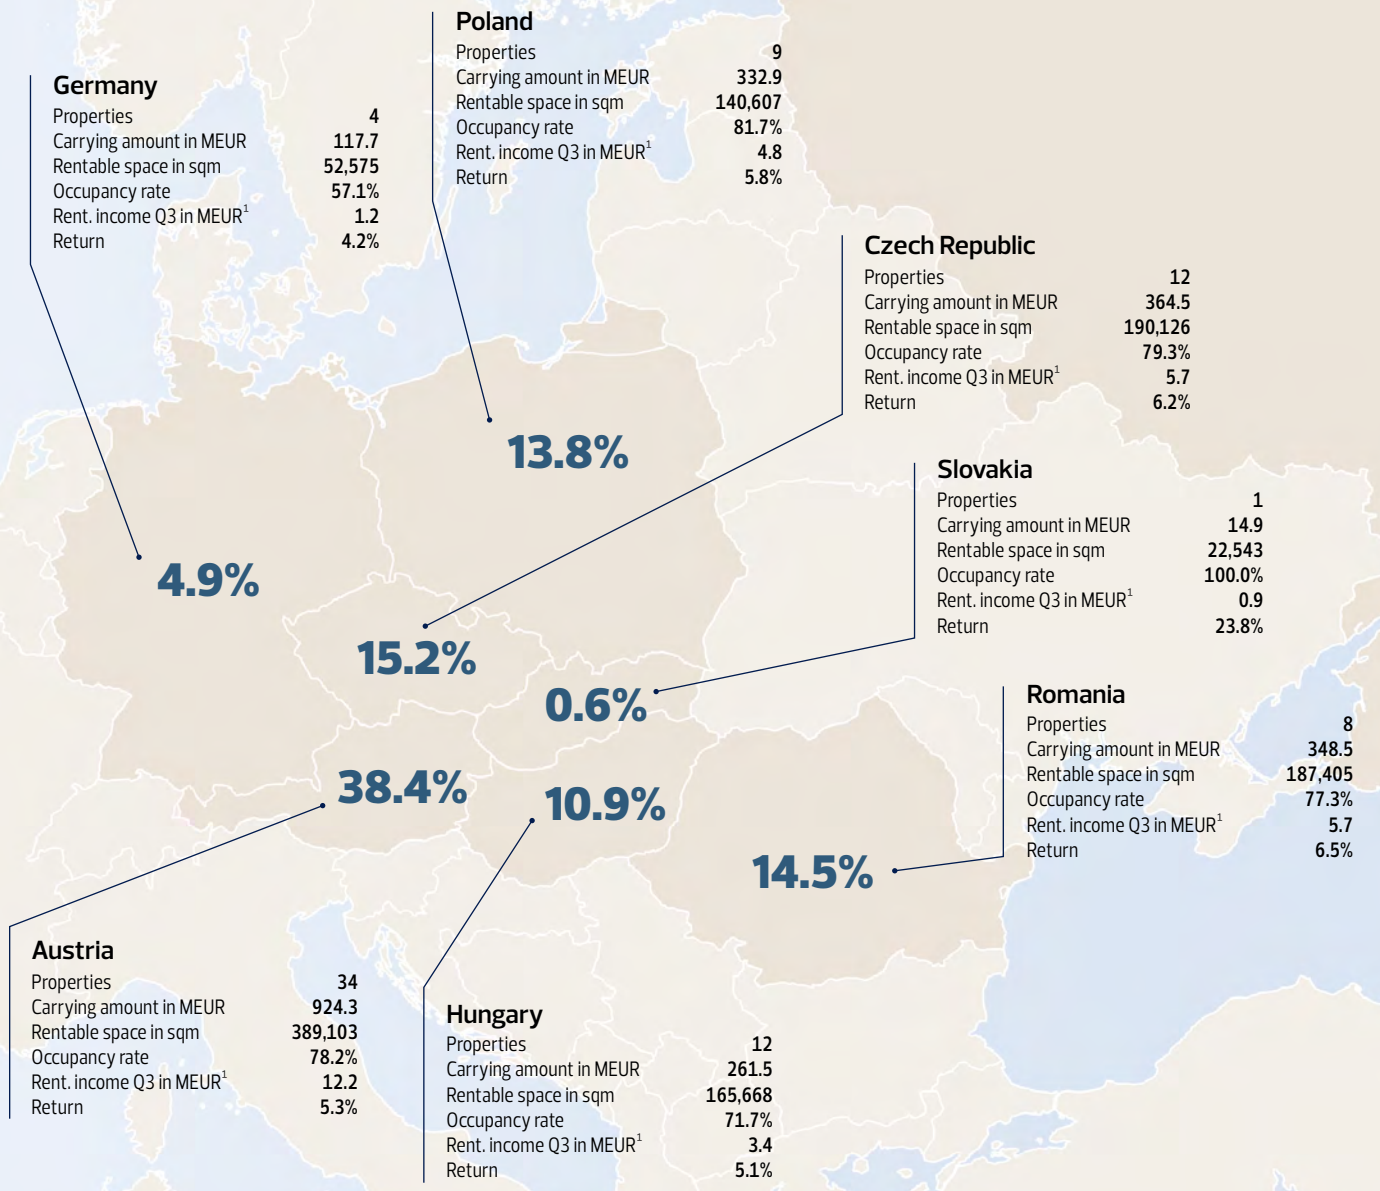 Poland
Properties 9
Carrying amount in MEUR 332.9
Rentable space in sqm 140,607
Occupancy rate 81.7%
Rent. income Q3 in MEUR1 4.8
Return 5.8%
Germany
Properties 4
Carrying amount in MEUR 117.7
Rentable space in sqm 52,575
Occupancy rate 57.1%
Rent. income Q3 in MEUR1 1.2
Return 4.2%
Czech Republic
Properties 12
Carrying amount in MEUR 364.5
Rentable space in sqm 190,126
Occupancy rate 79.3%
Rent. income Q3 in MEUR1 5.7
Return 6.2%
13.8%
Slovakia
Properties 1
Carrying amount in MEUR 14.9
Rentable space in sqm 22,543
Occupancy rate 100.0%
Rent. income Q3 in MEUR1 0.9
Return 23.8%
4.9%
15.2%
0.6%
Romania
Properties 8
Carrying amount in MEUR 348.5
Rentable space in sqm 187,405
Occupancy rate 77.3%
Rent. income Q3 in MEUR1 5.7
Return 6.5%
38.4%
10.9%
14.5%
Austria
Properties 34
Carrying amount in MEUR 924.3
Rentable space in sqm 389,103
Occupancy rate 78.2%
Rent. income Q3 in MEUR1 12.2
Return 5.3%
Hungary
Properties 12
Carrying amount in MEUR 261.5
Rentable space in sqm 165,668
Occupancy rate 71.7%
Rent. income Q3 in MEUR1 3.4
Return 5.1%